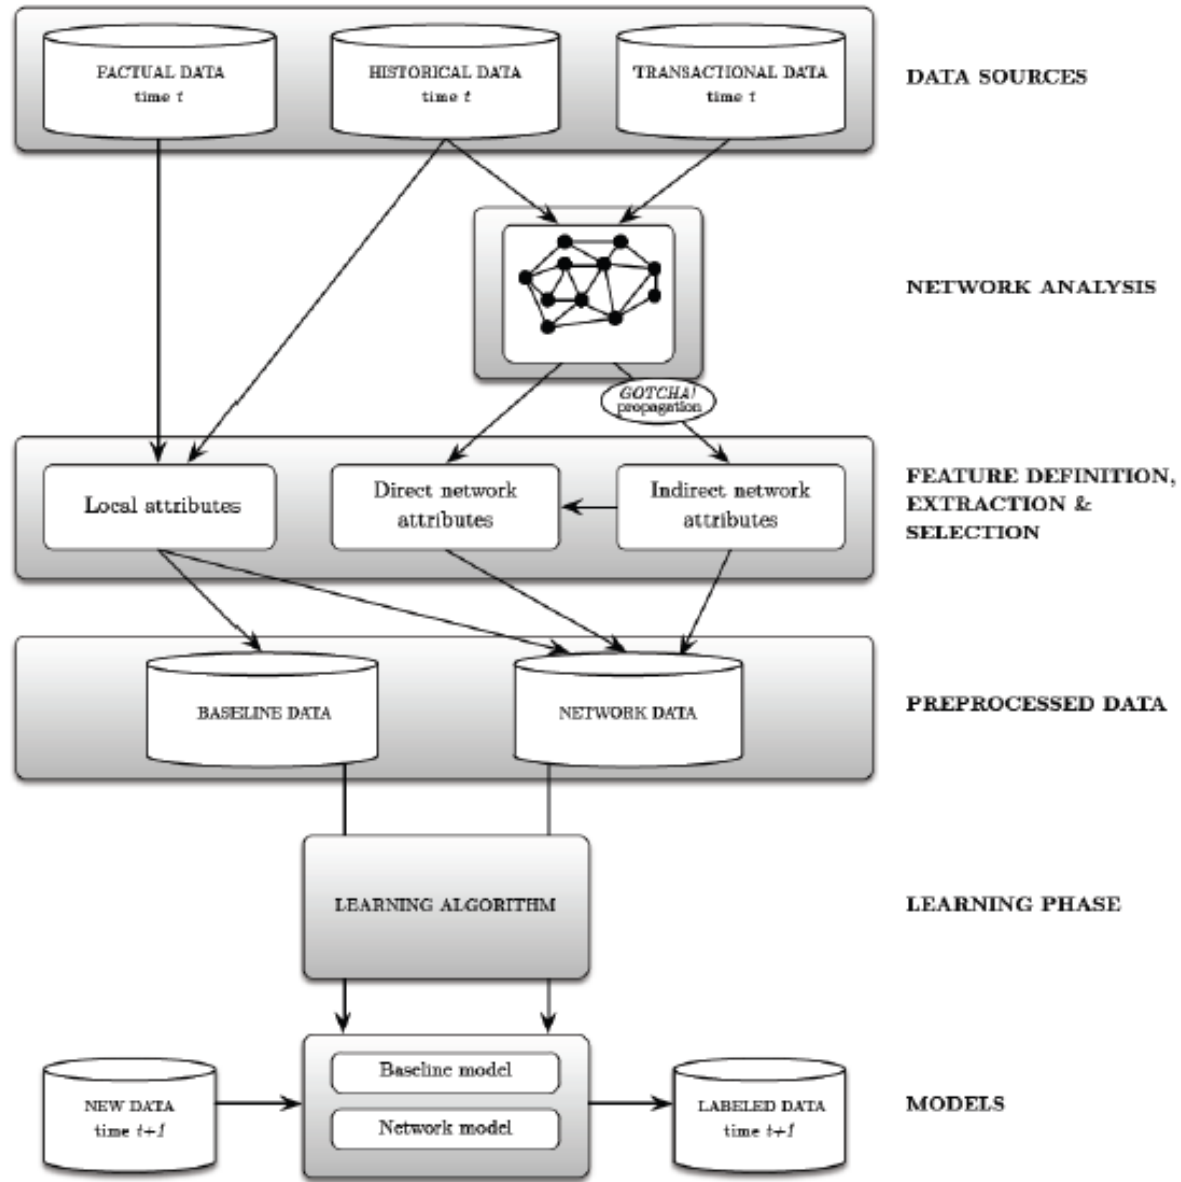 FACTUAL DATA
time t
HISTORICAL DATA
time t
TRANSACTIONAL DATA
time t
DATA SOURCES
NETWORK ANALYSIS
GOTCHA!
propagation
Local attributes
Direct network
attributes
Indirect network
attributes
FEATURE DEFINITION,
EXTRACTION &
SELECTION
BASELINE DATA
NETWORK DATA
PREPROCESSED DATA
LEARNING ALGORITHM
LEARNING PHASE
NEW DATA
time t+1
Baseline model
Network model
LABELED DATA
time t+1
MODELS